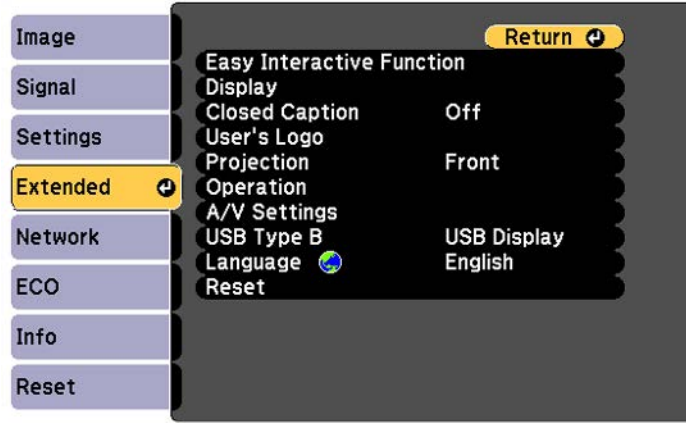 Image
Signal
Settings
Extended
Network
ECO
Info
Reset
Return
Easy Interactive Function
Display
Closed Caption Off
User's Logo
Projection Front
Operation
A/V Settings
USB Type B USB Display
Language English
Reset